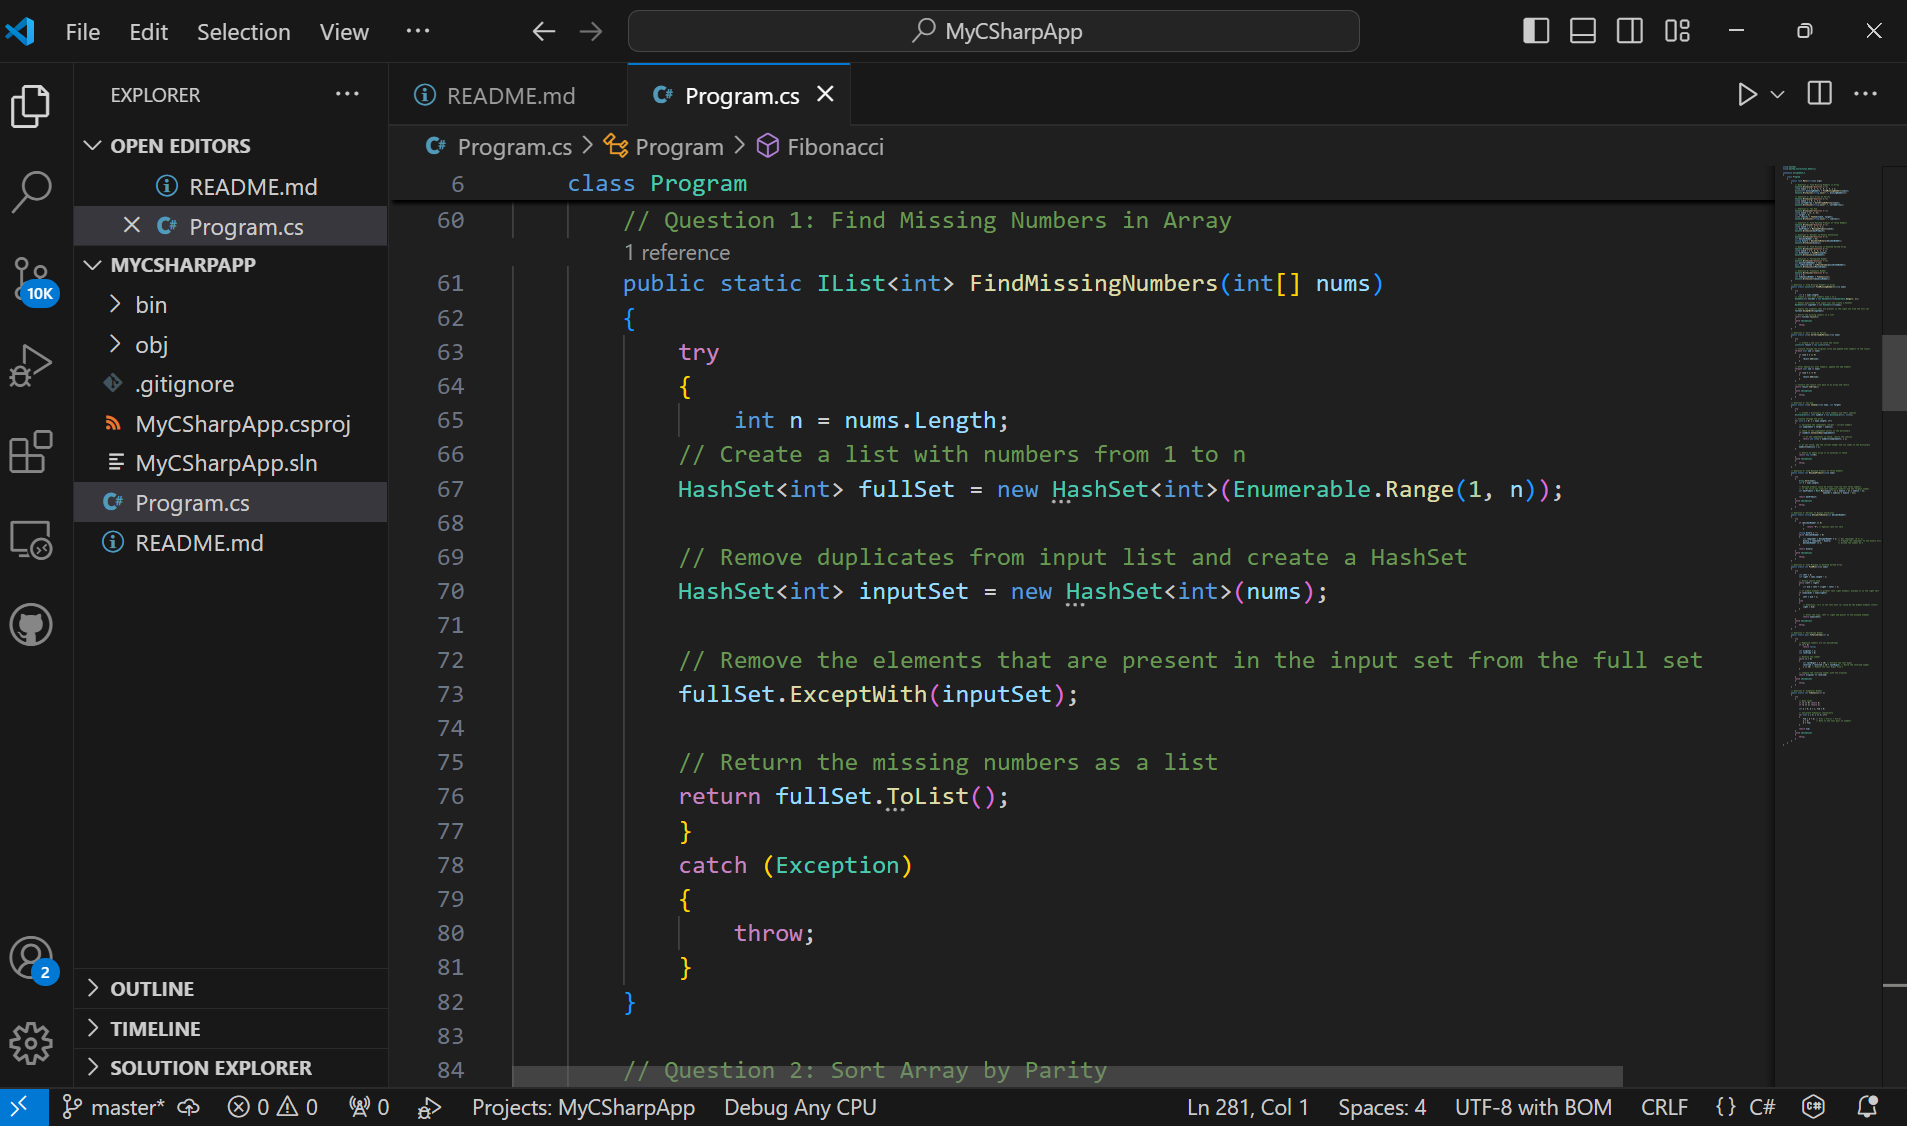 File Edit Selection View ··· MyCSharpApp
EXPLORER ···
OPEN EDITORS
README.md
Program.cs
MYCSHARPAPP
bin
obj
.gitignore
MyCSharpApp.csproj
MyCSharpApp.sln
C# Program.cs
README.md
OUTLINE
TIMELINE
SOLUTION EXPLORER
10K
2
README.md C# Program.cs
C# Program.cs > Program > Fibonacci
6 class Program
60 // Question 1: Find Missing Numbers in Array
1 reference
61 public static IList<int> FindMissingNumbers(int[] nums)
62 {
63 try
64 {
65 int n = nums.Length;
66 // Create a list with numbers from 1 to n
67 HashSet<int> fullSet = new HashSet<int>(Enumerable.Range(1, n));
68
69 // Remove duplicates from input list and create a HashSet
70 HashSet<int> inputSet = new HashSet<int>(nums);
71
72 // Remove the elements that are present in the input set from the full set
73 fullSet.ExceptWith(inputSet);
74
75 // Return the missing numbers as a list
76 return fullSet.ToList();
77 }
78 catch (Exception)
79 {
80 throw;
81 }
82 }
83
84 // Question 2: Sort Array by Parity
master* 0 0 0 Projects: MyCSharpApp Debug Any CPU Ln 281, Col 1 Spaces: 4 UTF-8 with BOM CRLF {} C#